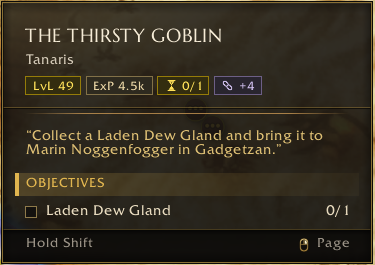 THE THIRSTY GOBLIN
Tanaris
LvL 49 ExP 4.5k 0/1 +4
“Collect a Laden Dew Gland and bring it to
Marin Noggenfogger in Gadgetzan.”
OBJECTIVES
Laden Dew Gland 0/1
Hold Shift Page